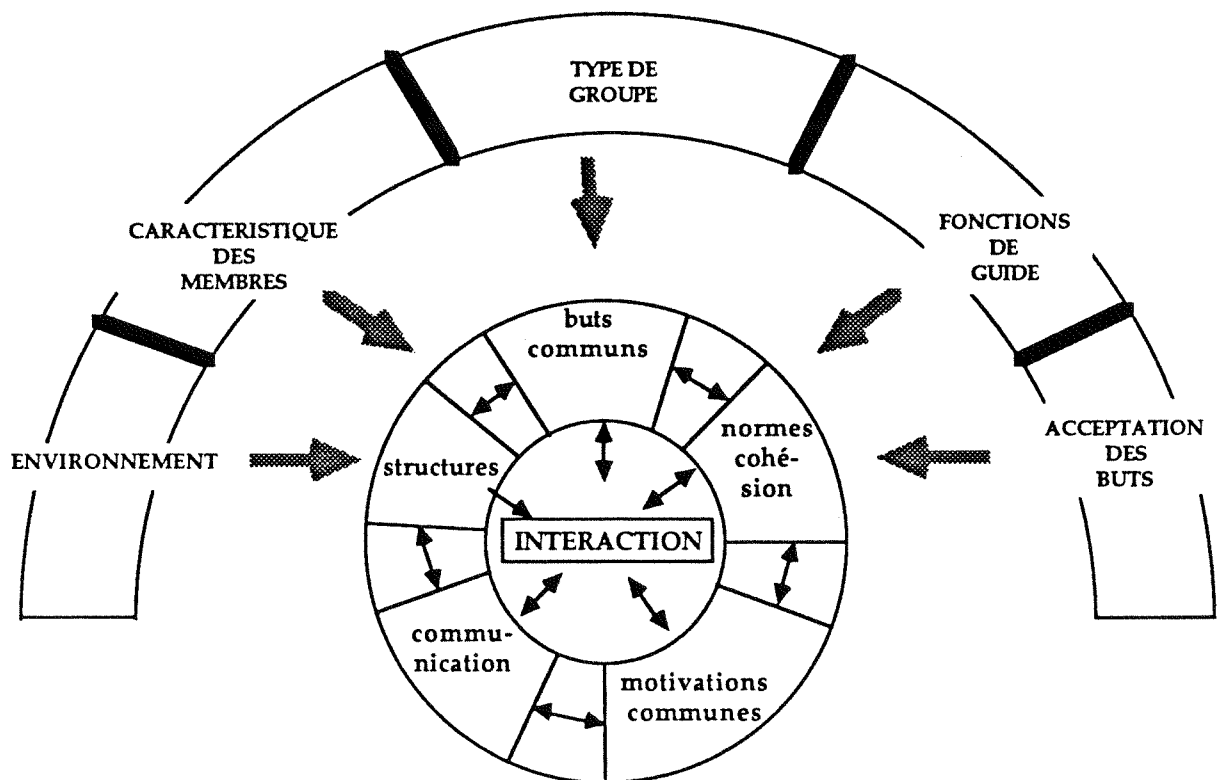 TYPE DE
GROUPE
CARACTERISTIQUE
DES
MEMBRES
FONCTIONS
DE
GUIDE
ENVIRONNEMENT
ACCEPTATION
DES
BUTS
buts
communs
structures
normes
cohé-
sion
INTERACTION
commu-
nication
motivations
communes